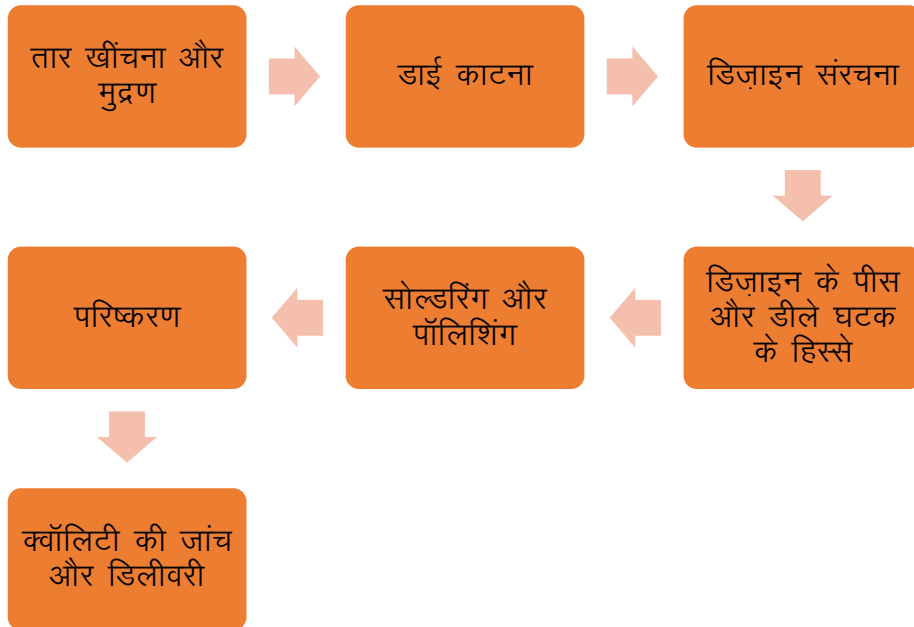 तार खींचना और
मुद्रण
डाई काटना
डिज़ाइन संरचना
डिज़ाइन के पीस
और डीले घटक
के हिस्से
सोल्डरिंग और
पॉलिशिंग
परिष्करण
क्वॉलिटी की जांच
और डिलीवरी